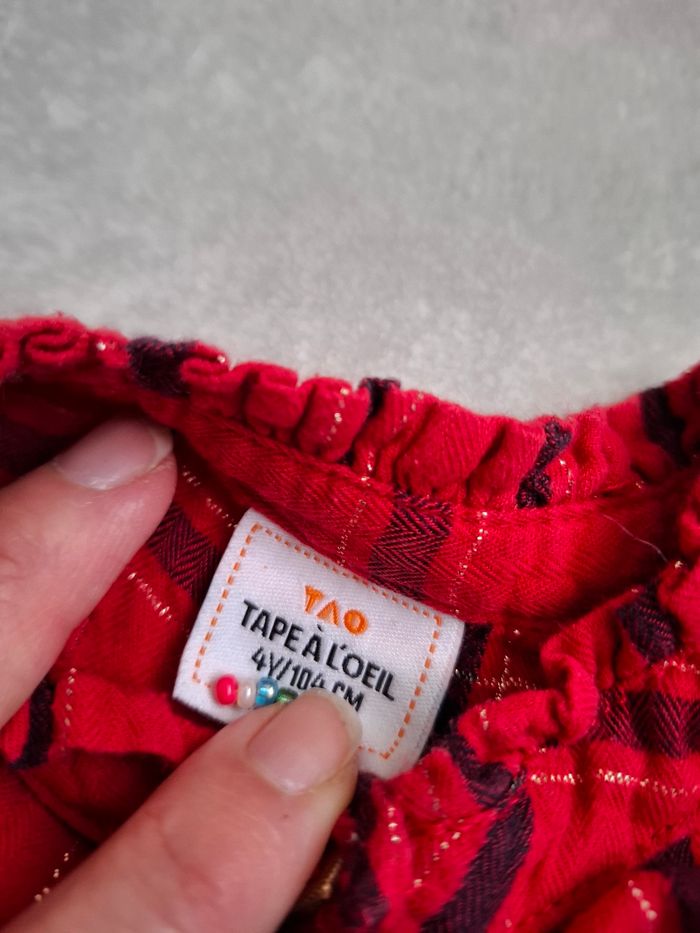 TAO
TAPE À L'OEIL
4Y/104 CM